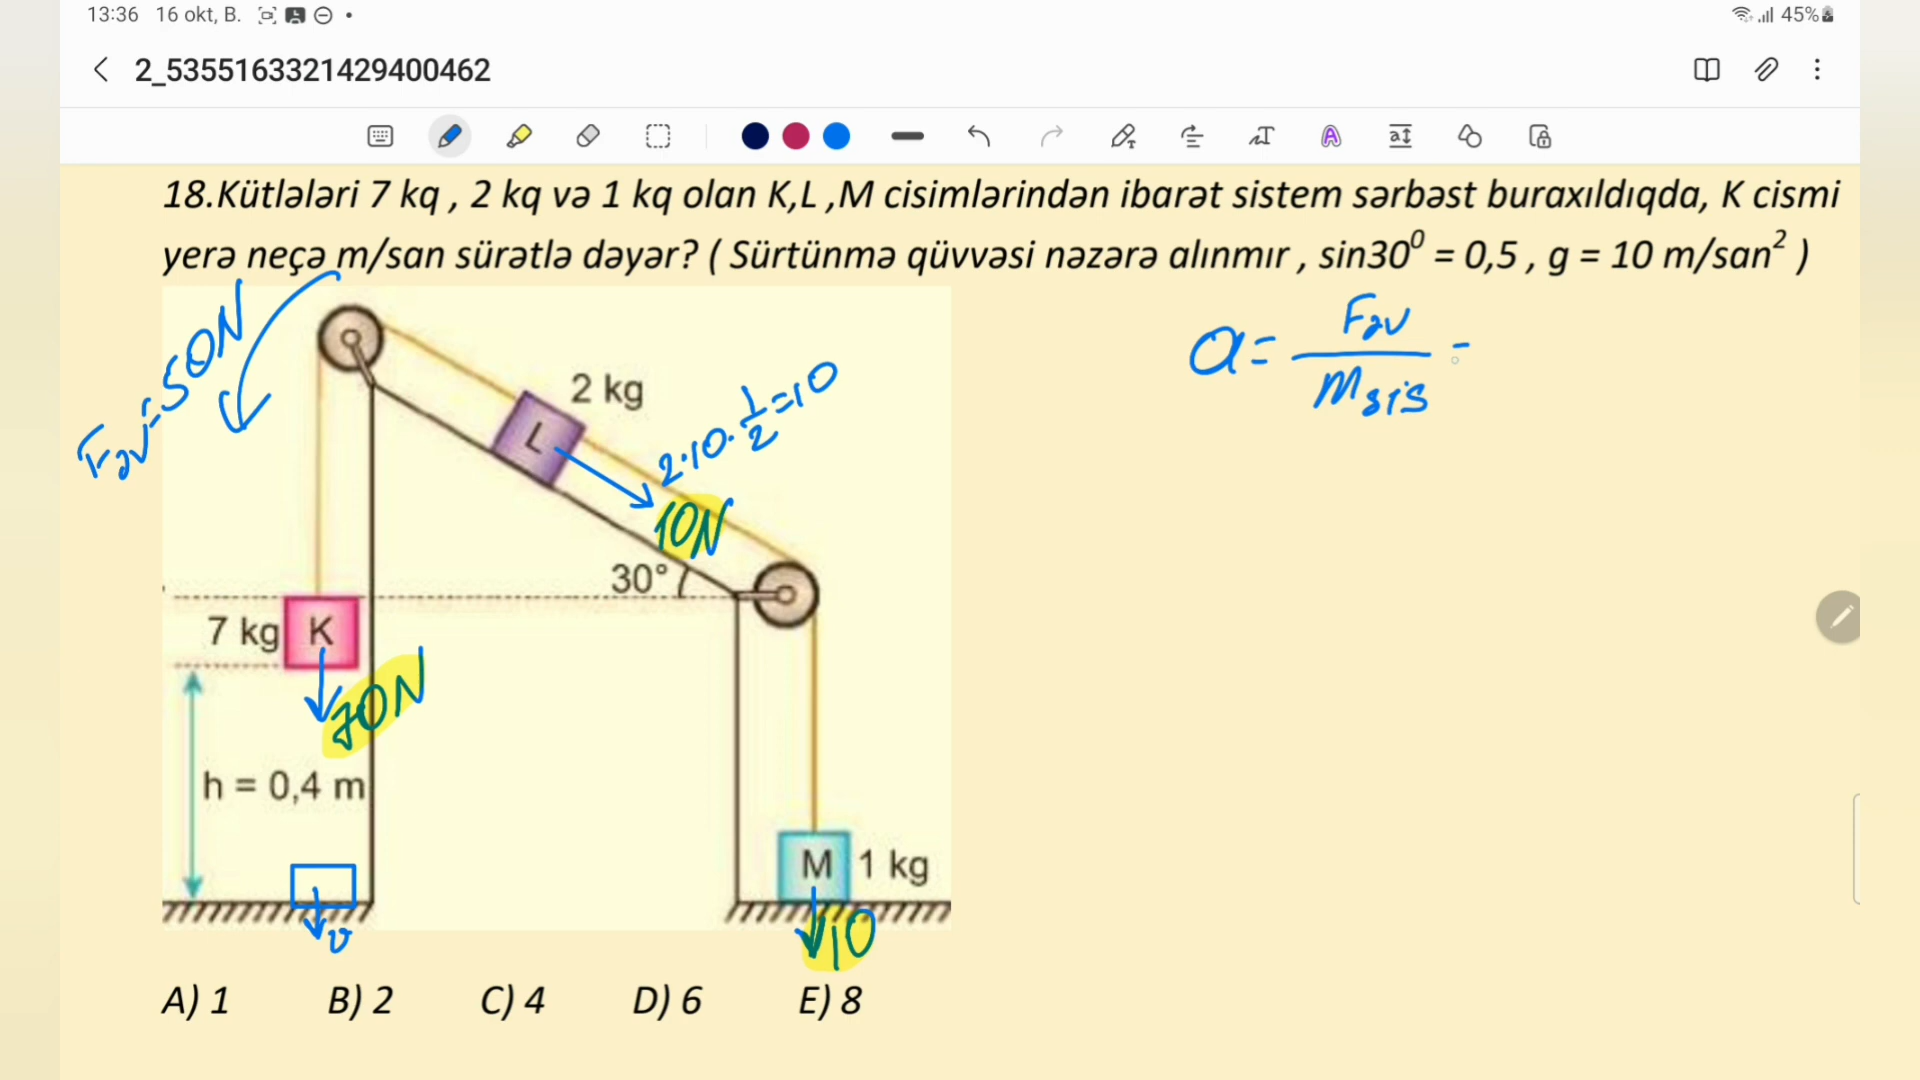 13:36 16 okt, B.
45%
2_5355163321429400462
18.Kütlələri 7 kq , 2 kq və 1 kq olan K,L ,M cisimlərindən ibarət sistem sərbəst buraxıldıqda, K cismi
yerə neçə m/san sürətlə dəyər? ( Sürtünmə qüvvəsi nəzərə alınmır , sin30⁰ = 0,5 , g = 10 m/san² )
Fəv=50N
a = Fəv / Msis =
2 kg
L
2·10·1/2=10
10N
30°
7 kg K
70N
h = 0,4 m
M 1 kg
υ
10
A) 1 B) 2 C) 4 D) 6 E) 8